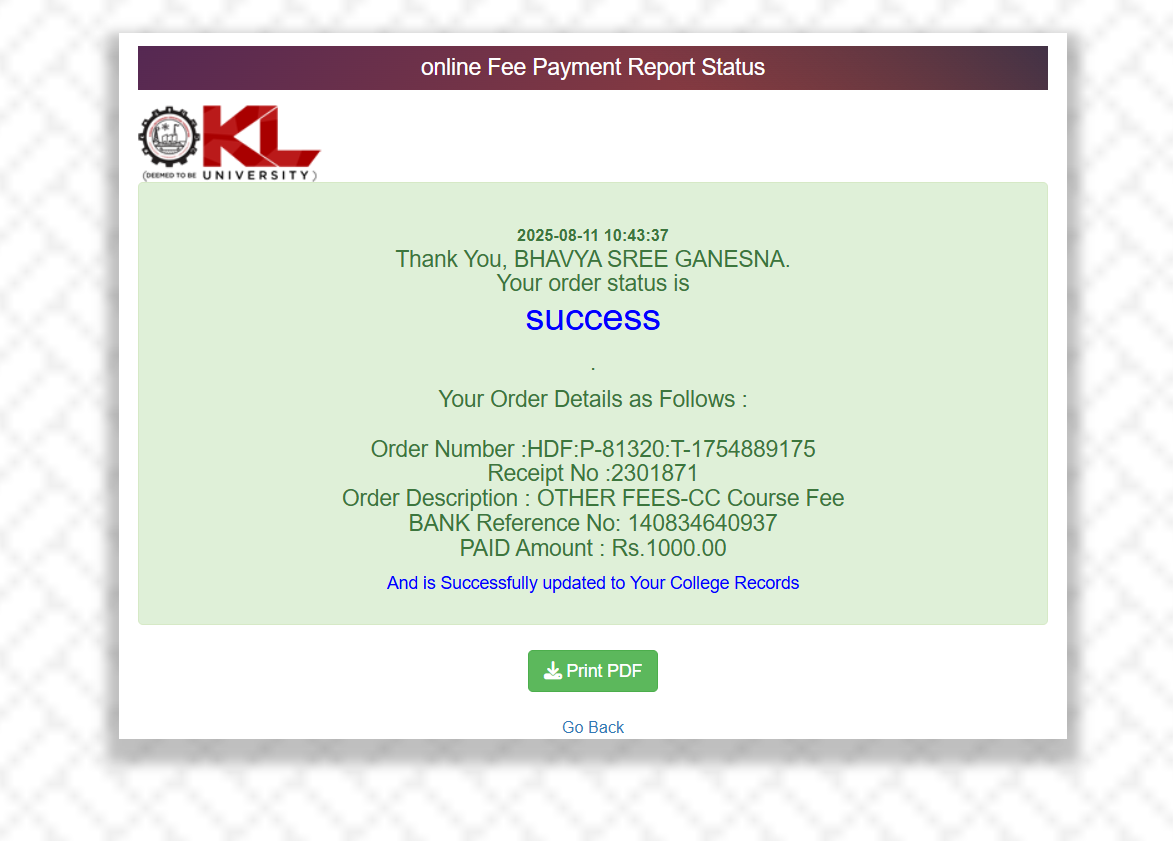 online Fee Payment Report Status
KL
(DEEMED TO BE UNIVERSITY)
2025-08-11 10:43:37
Thank You, BHAVYA SREE GANESNA.
Your order status is
success
.
Your Order Details as Follows :
Order Number :HDF:P-81320:T-1754889175
Receipt No :2301871
Order Description : OTHER FEES-CC Course Fee
BANK Reference No: 140834640937
PAID Amount : Rs.1000.00
And is Successfully updated to Your College Records
Print PDF
Go Back